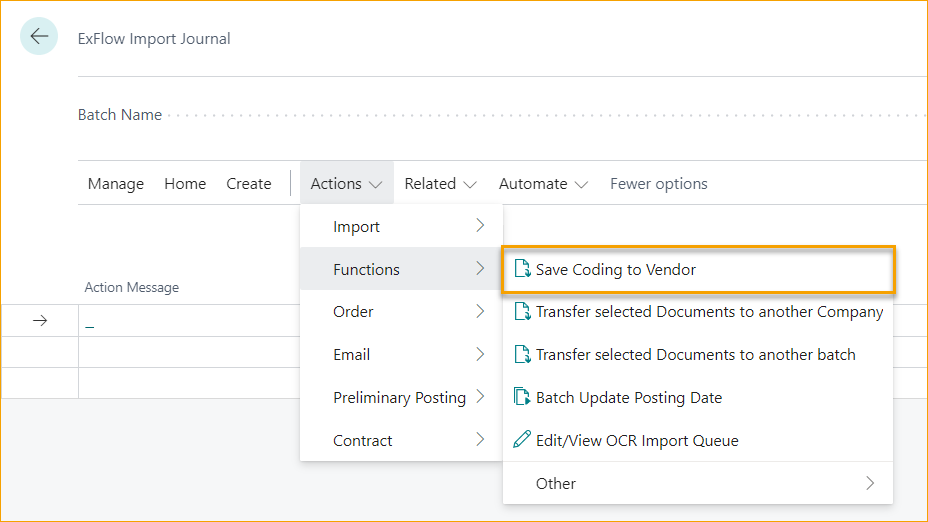 ExFlow Import Journal
Batch Name
Manage Home Create Actions Related Automate Fewer options
Import
Functions
Order
Email
Preliminary Posting
Contract
Save Coding to Vendor
Transfer selected Documents to another Company
Transfer selected Documents to another batch
Batch Update Posting Date
Edit/View OCR Import Queue
Other
Action Message
_